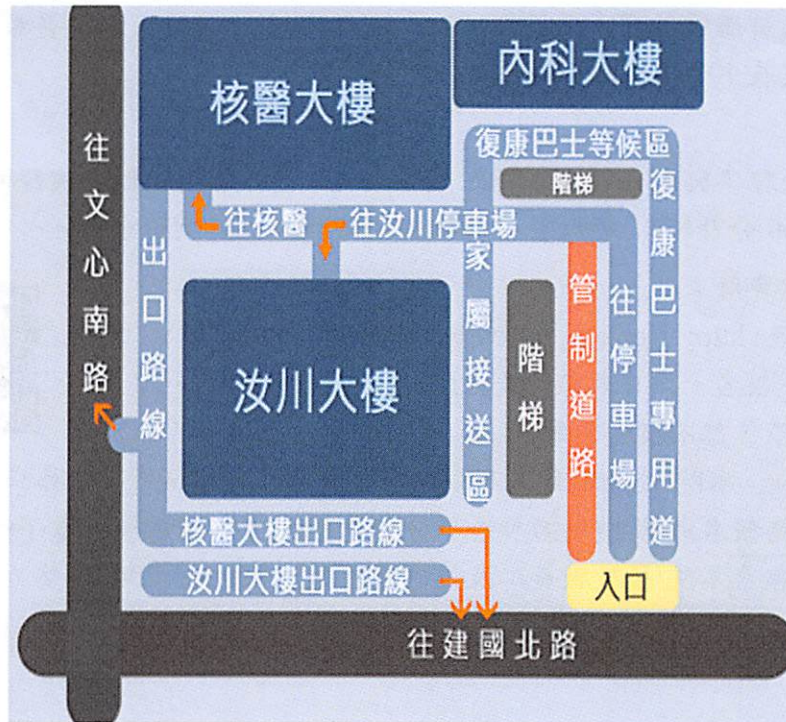 核醫大樓
內科大樓
復康巴士等候區
階梯
復康巴士專用道
往文心南路
往核醫
往汝川停車場
出口路線
汝川大樓
家屬接送區
階梯
管制道路
往停車場
核醫大樓出口路線
汝川大樓出口路線
入口
往建國北路